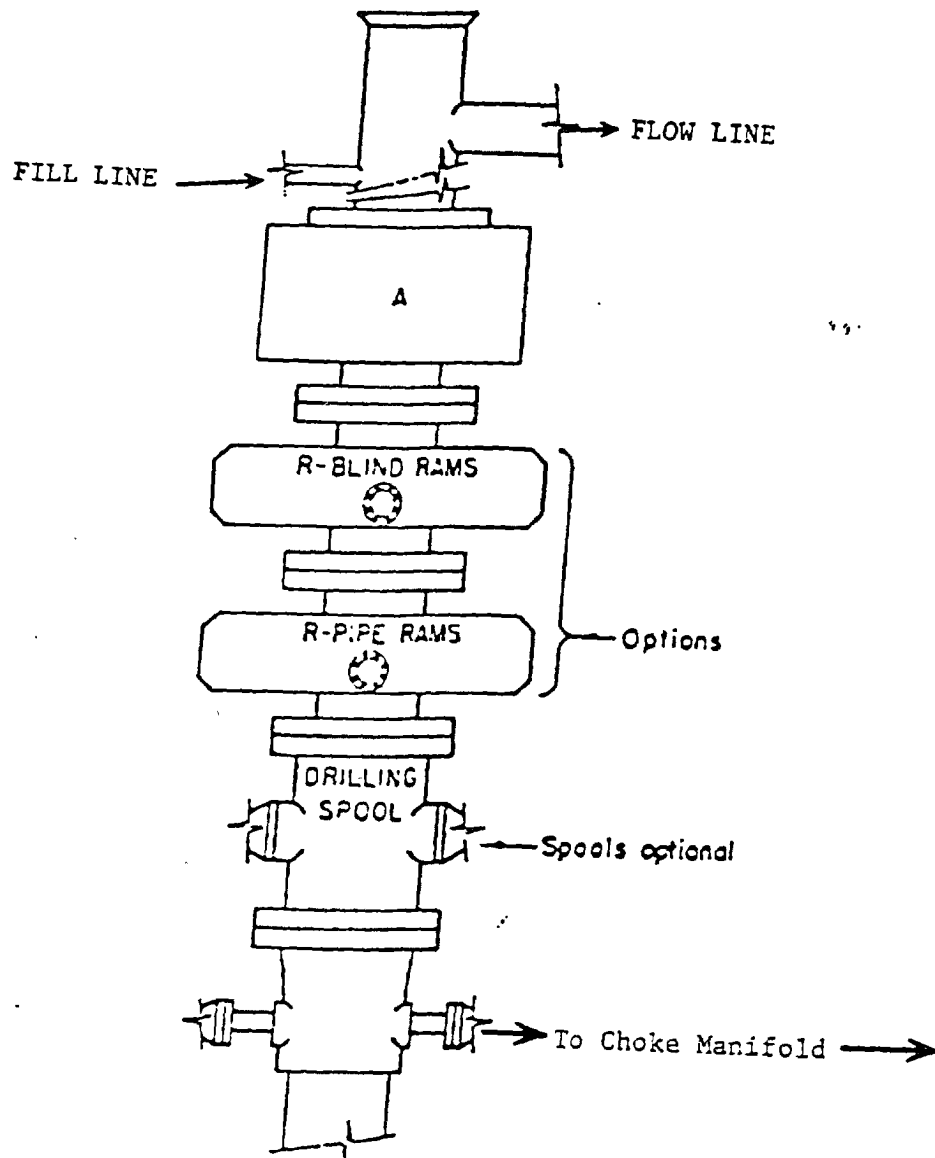 FLOW LINE
FILL LINE
A
R-BLIND RAMS
R-PIPE RAMS
Options
DRILLING
SPOOL
Spools optional
To Choke Manifold